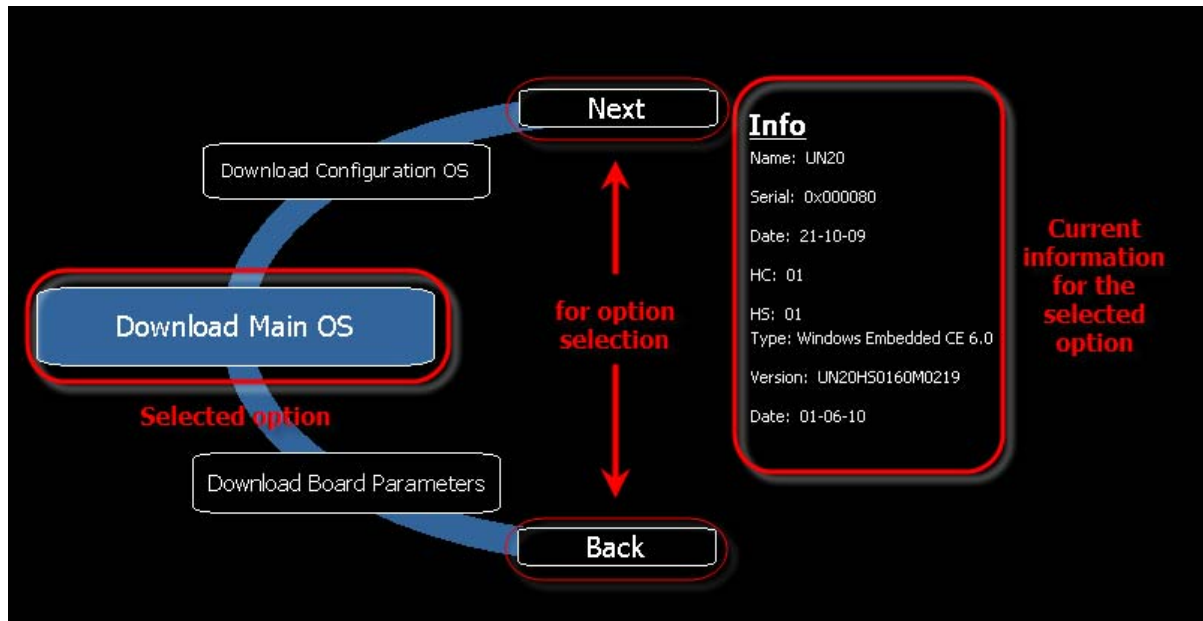 Next
Download Configuration OS
Download Main OS
Selected option
Download Board Parameters
Back
for option
selection
Info
Name: UN20
Serial: 0x000080
Date: 21-10-09
HC: 01
HS: 01
Type: Windows Embedded CE 6.0
Version: UN20HS0160M0219
Date: 01-06-10
Current
information
for the
selected
option